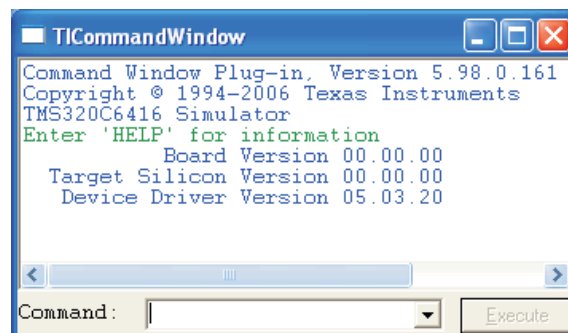 TICommandWindow
Command Window Plug-in, Version 5.98.0.161
Copyright © 1994-2006 Texas Instruments
TMS320C6416 Simulator
Enter 'HELP' for information
Board Version 00.00.00
Target Silicon Version 00.00.00
Device Driver Version 05.03.20
Command: Execute